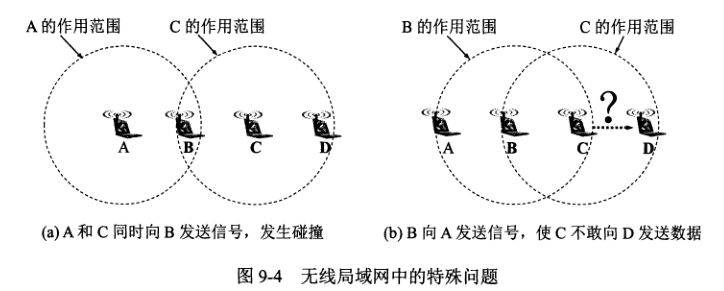 A 的作用范围 C 的作用范围
B 的作用范围 C 的作用范围
?
A B C D
A B C D
(a) A 和 C 同时向 B 发送信号，发生碰撞
(b) B 向 A 发送信号，使 C 不敢向 D 发送数据
图 9-4 无线局域网中的特殊问题